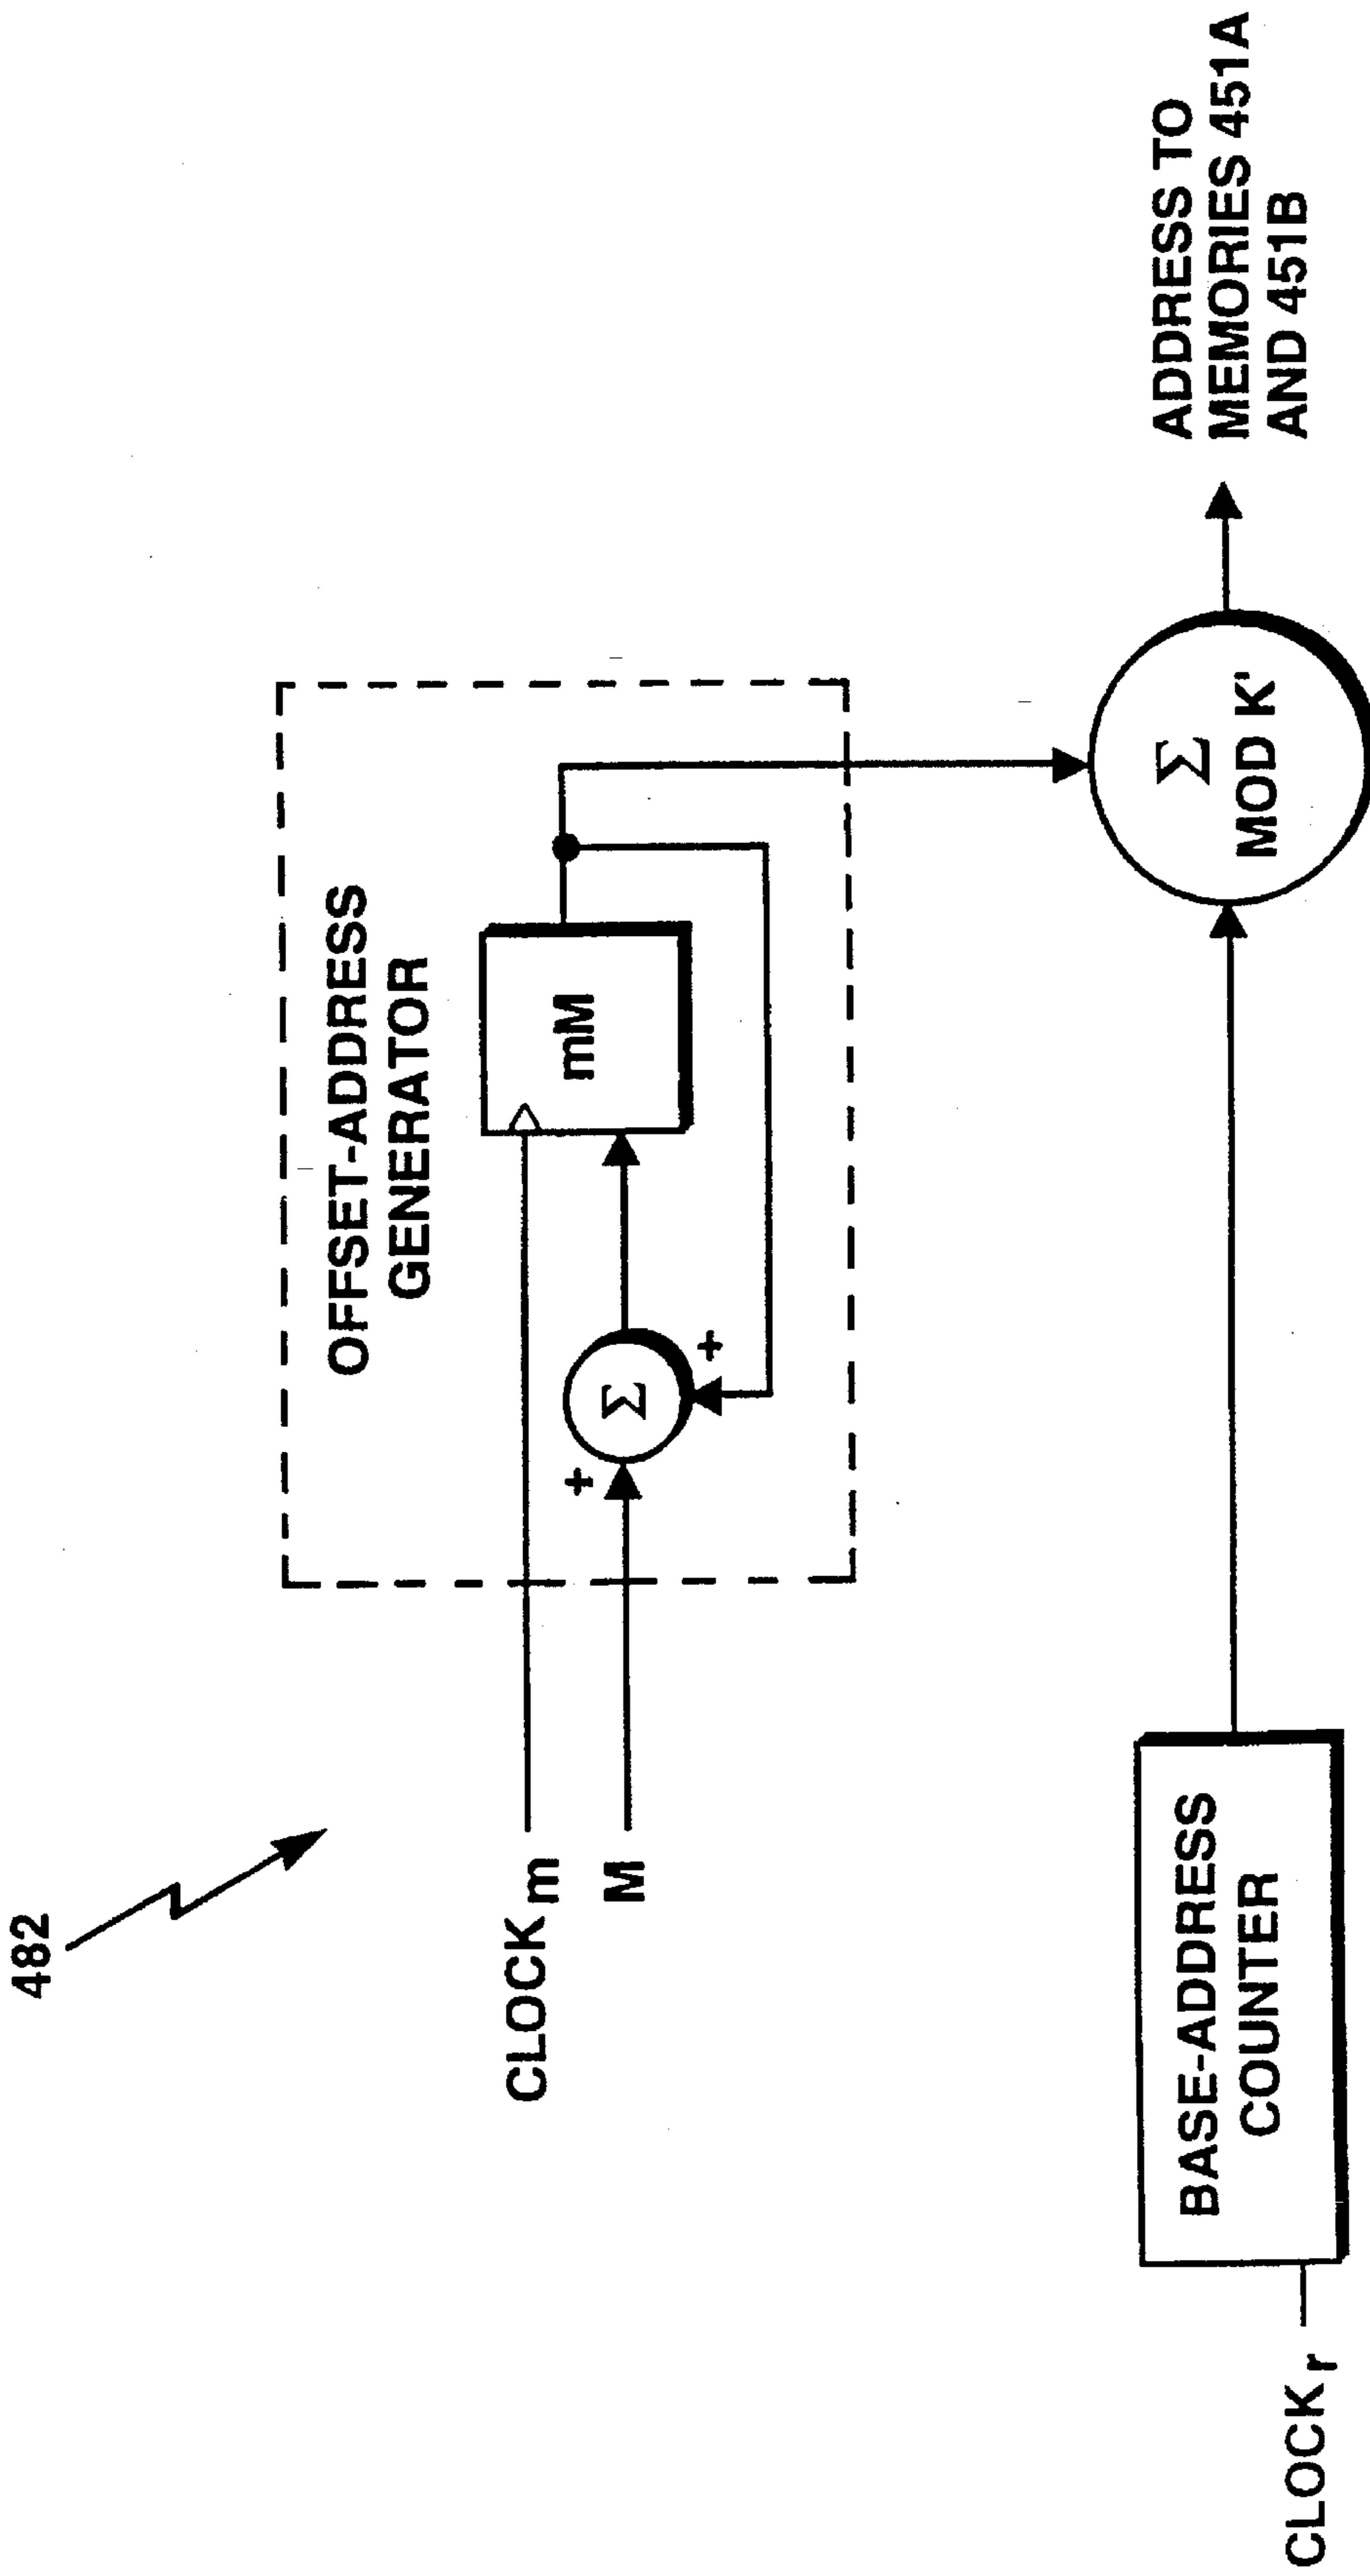 482
OFFSET-ADDRESS
GENERATOR
CLOCKm
M
+
Σ
+
mM
BASE-ADDRESS
COUNTER
CLOCKr
Σ
MOD K'
ADDRESS TO
MEMORIES 451A
AND 451B